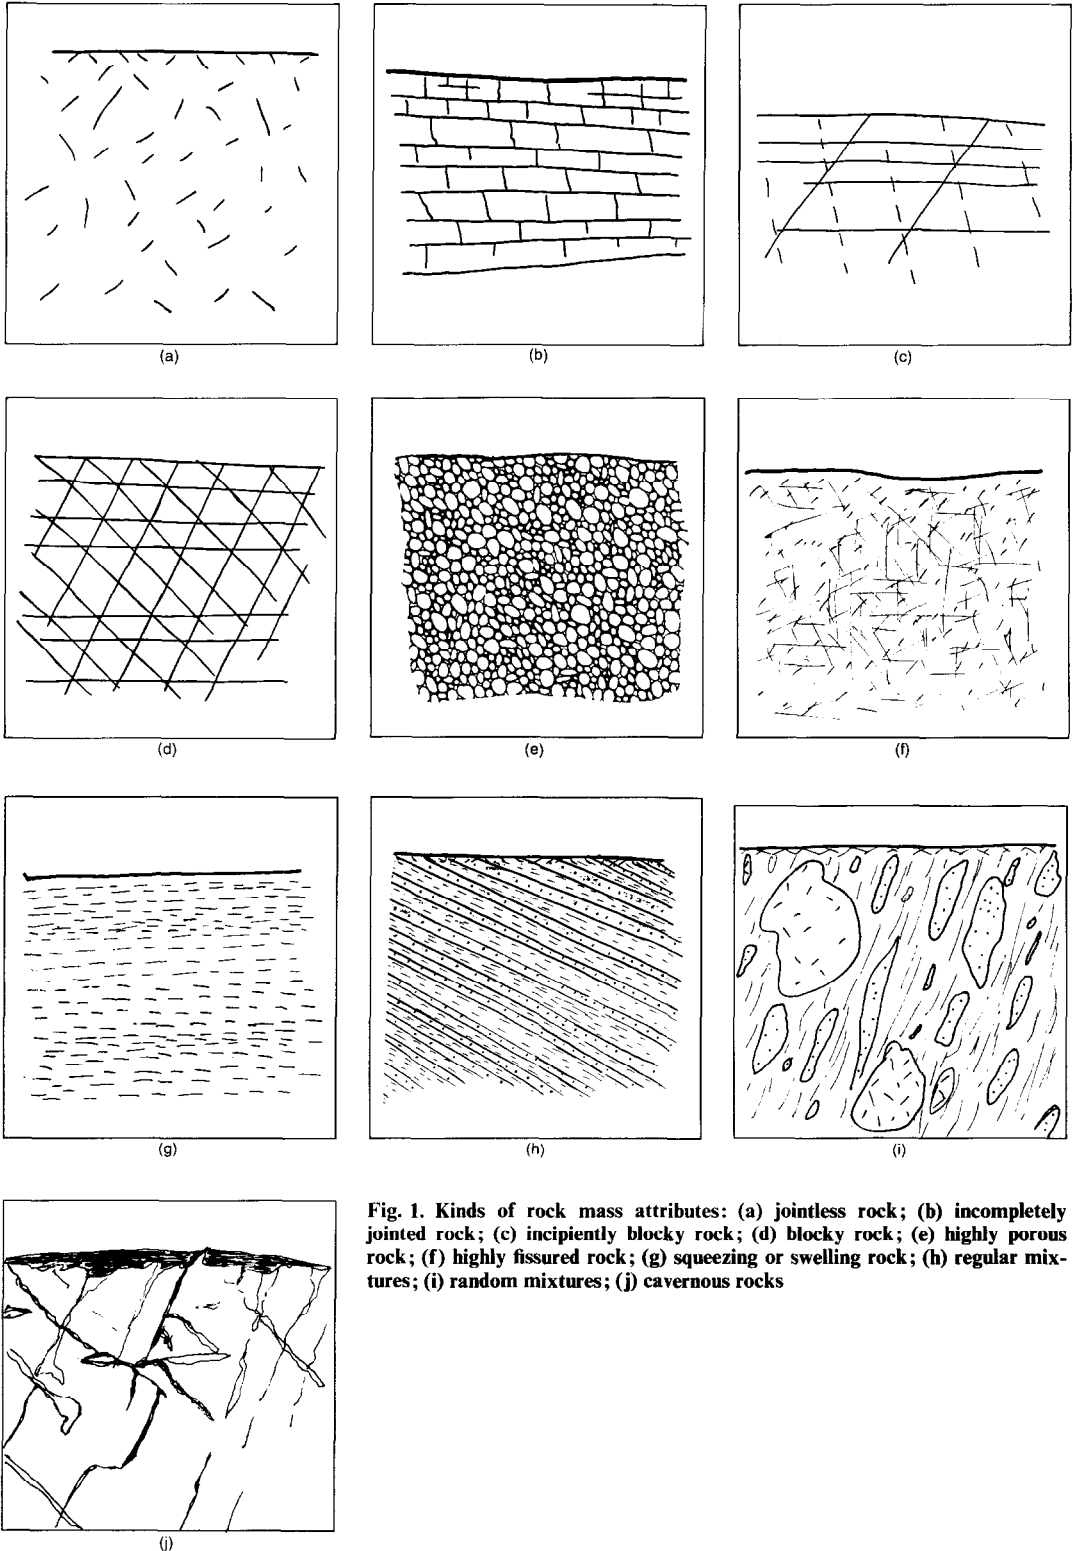 (a)
(b)
(c)
(d)
(e)
(f)
(g)
(h)
(i)
(j)
Fig. 1. Kinds of rock mass attributes: (a) jointless rock; (b) incompletely
jointed rock; (c) incipiently blocky rock; (d) blocky rock; (e) highly porous
rock; (f) highly fissured rock; (g) squeezing or swelling rock; (h) regular mix-
tures; (i) random mixtures; (j) cavernous rocks